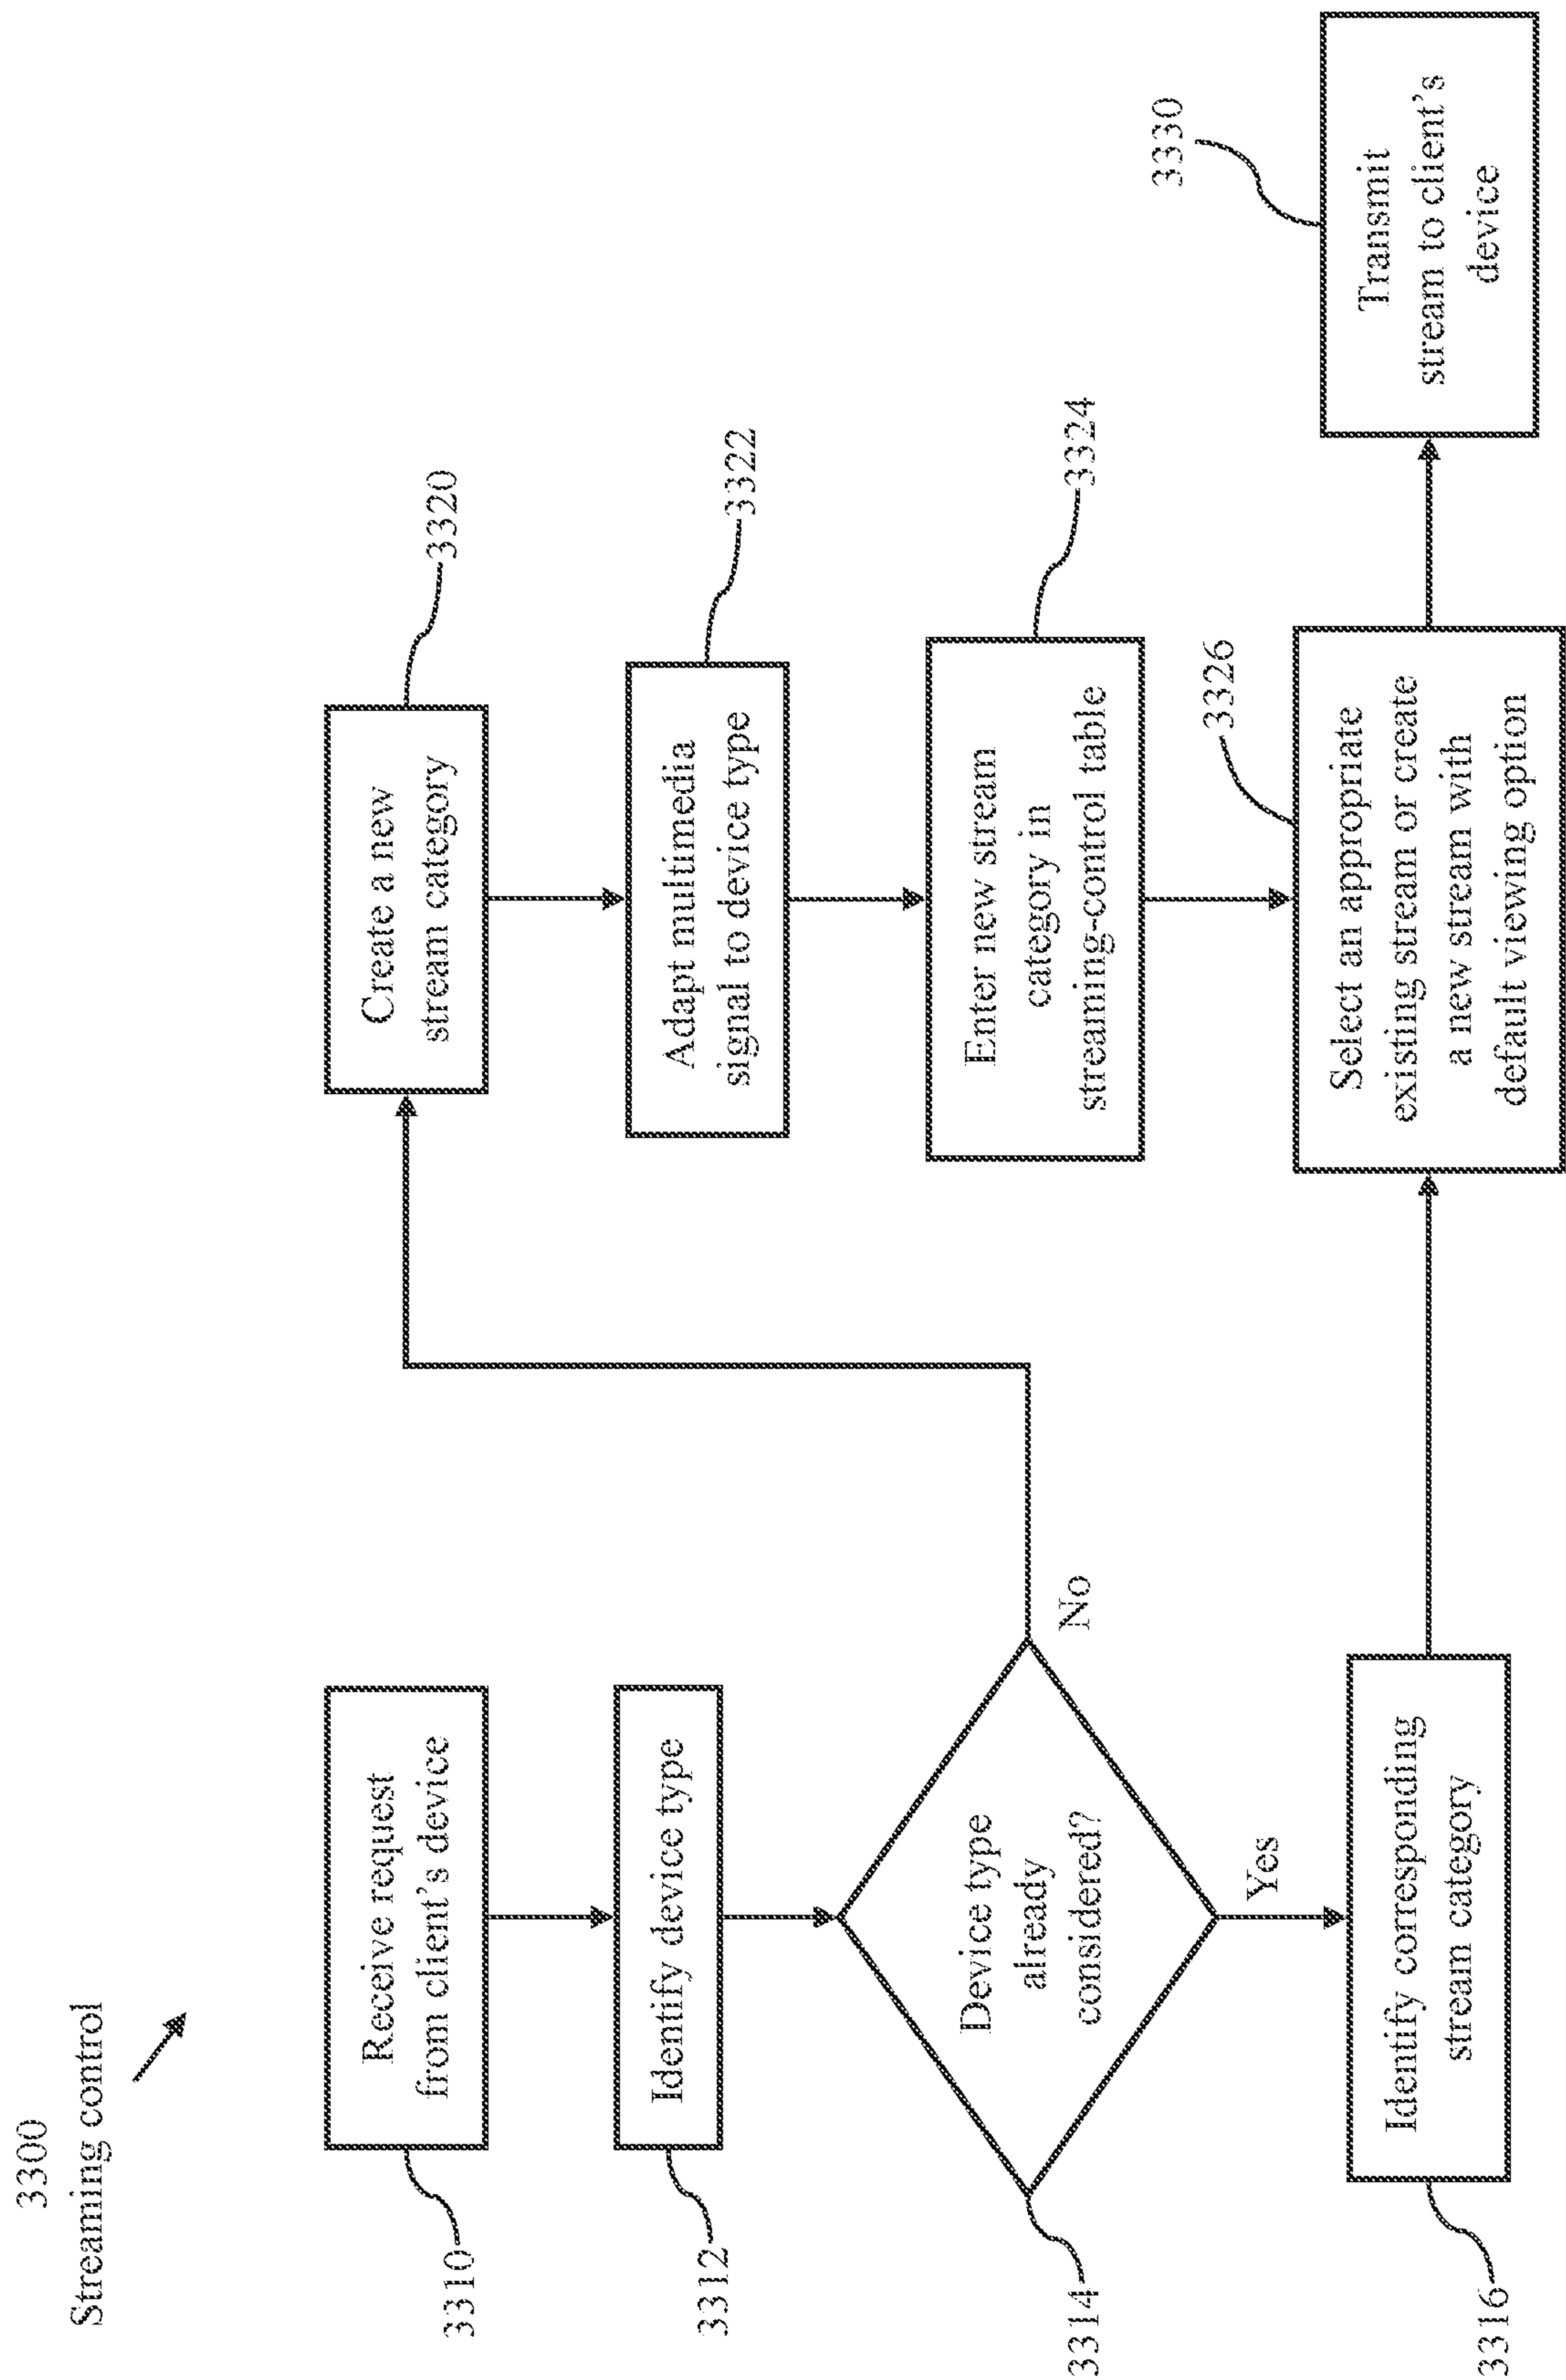 3300
Streaming control
3310
Receive request
from client's device
3312
Identify device type
3314
Device type
already
considered?
No
Yes
3316
Identify corresponding
stream category
3320
Create a new
stream category
3322
Adapt multimedia
signal to device type
3324
Enter new stream
category in
streaming-control table
3326
Select an appropriate
existing stream or create
a new stream with
default viewing option
3330
Transmit
stream to client's
device